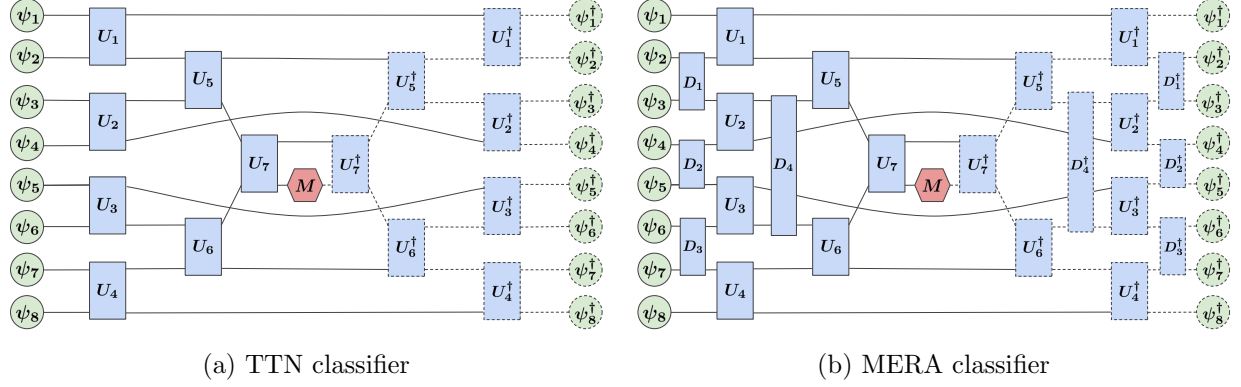 ψ₁ U₁ U₁† ψ₁†
ψ₂ U₅ U₅† ψ₂†
ψ₃ U₂ U₂† ψ₃†
ψ₄ U₇ U₇† ψ₄†
ψ₅ U₃ M U₃† ψ₅†
ψ₆ U₆ U₆† ψ₆†
ψ₇ U₄ U₄† ψ₇†
ψ₈ ψ₈†
(a) TTN classifier
ψ₁ U₁ U₁† ψ₁†
ψ₂ D₁ U₅ U₅† D₁† ψ₂†
ψ₃ U₂ U₂† ψ₃†
ψ₄ D₂ D₄ U₇ U₇† D₄† D₂† ψ₄†
ψ₅ U₃ M U₃† ψ₅†
ψ₆ D₃ U₆ U₆† D₃† ψ₆†
ψ₇ U₄ U₄† ψ₇†
ψ₈ ψ₈†
(b) MERA classifier